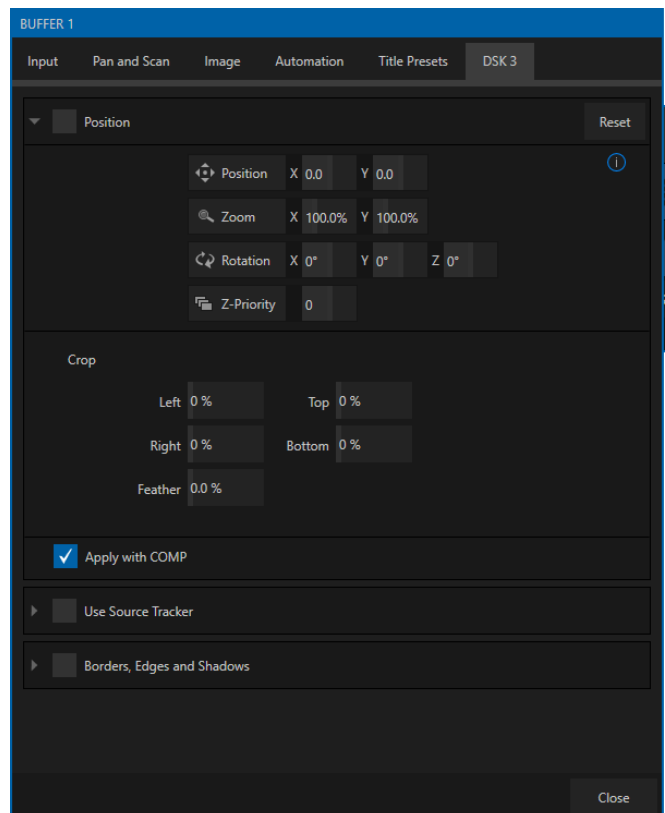 BUFFER 1
Input Pan and Scan Image Automation Title Presets DSK 3
Position Reset
Position X 0.0 Y 0.0
Zoom X 100.0% Y 100.0%
Rotation X 0° Y 0° Z 0°
Z-Priority 0
Crop
Left 0 % Top 0 %
Right 0 % Bottom 0 %
Feather 0.0 %
Apply with COMP
Use Source Tracker
Borders, Edges and Shadows
Close